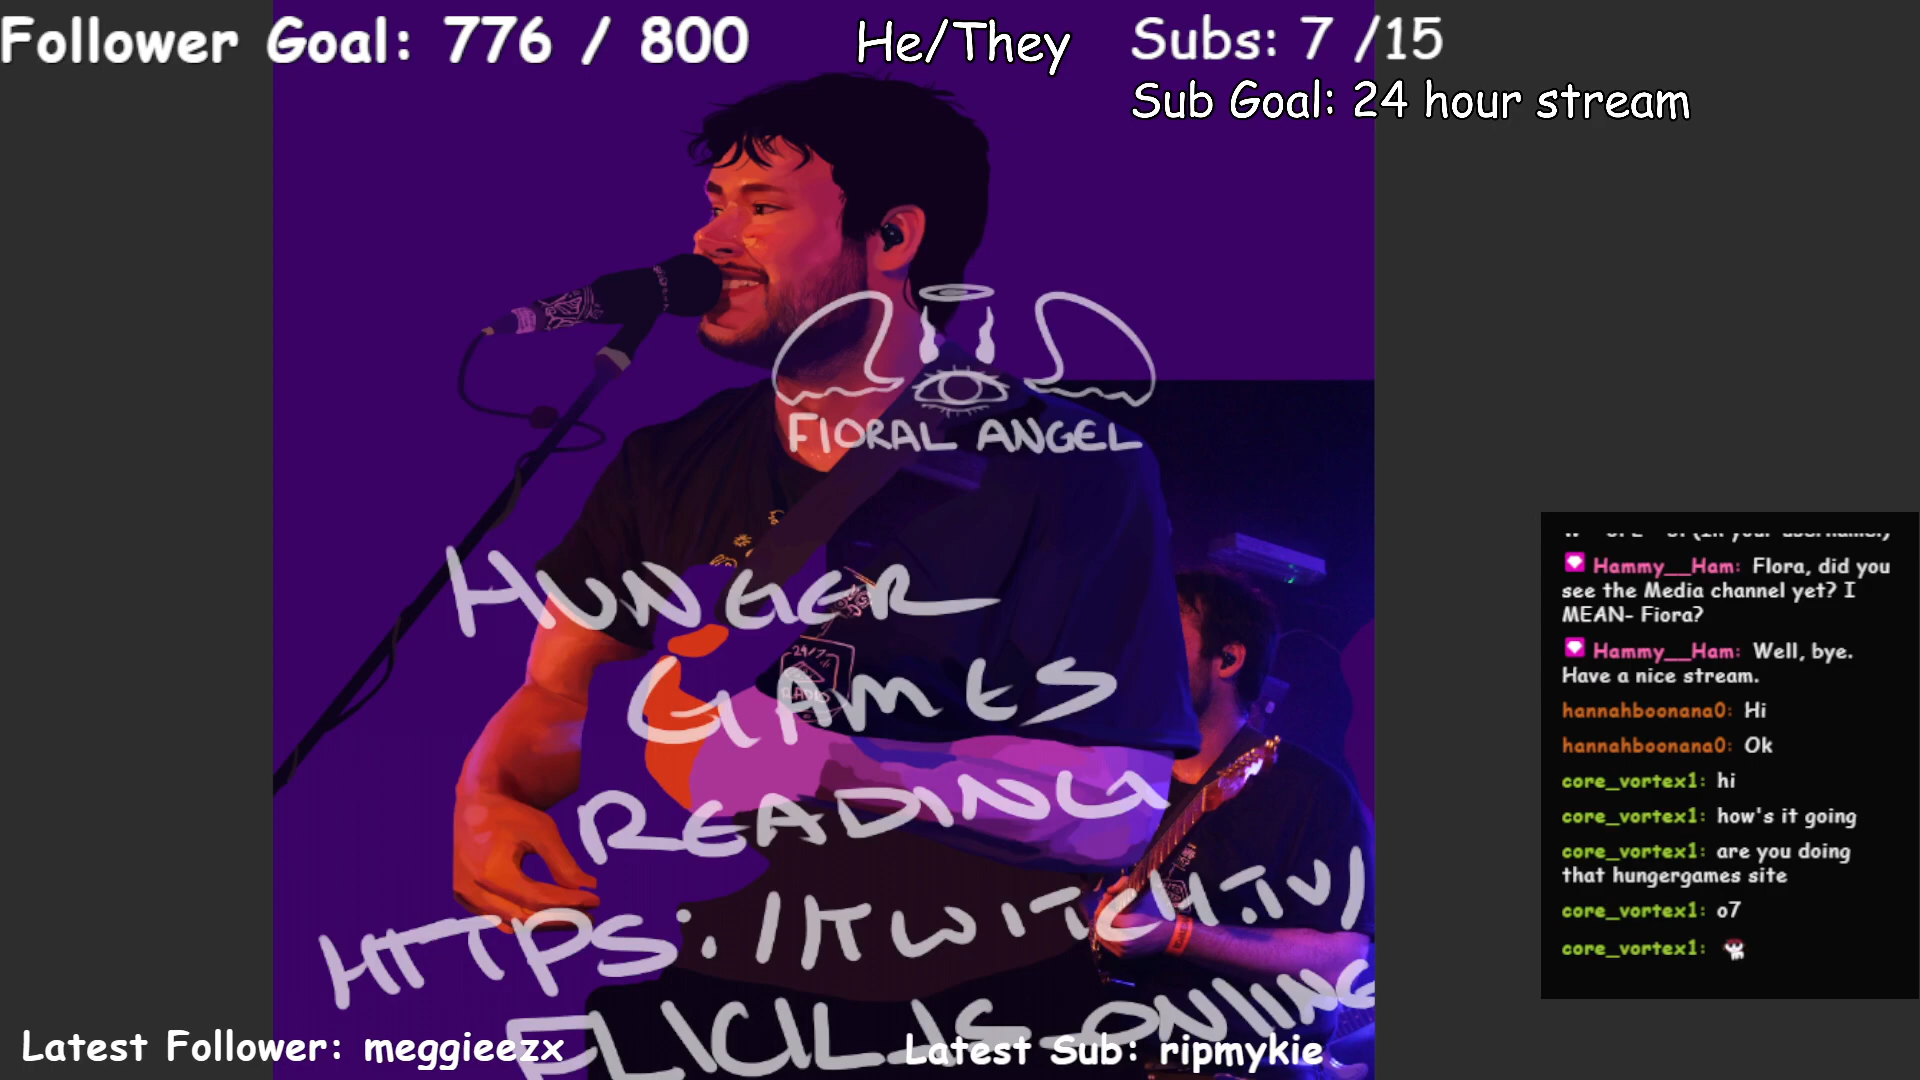 Follower Goal: 776 / 800
He/They
Subs: 7 /15
Sub Goal: 24 hour stream
FIORAL ANGEL
HUNGER
GAMES
READING
HTTPS://TWITCH.TV/
24/7
RADIO
Hammy__Ham: Flora, did you
see the Media channel yet? I
MEAN- Fiora?
Hammy__Ham: Well, bye.
Have a nice stream.
hannahboonana0: Hi
hannahboonana0: Ok
core_vortex1: hi
core_vortex1: how's it going
core_vortex1: are you doing
that hungergames site
core_vortex1: o7
core_vortex1:
Latest Follower: meggieezx
Latest Sub: ripmykie